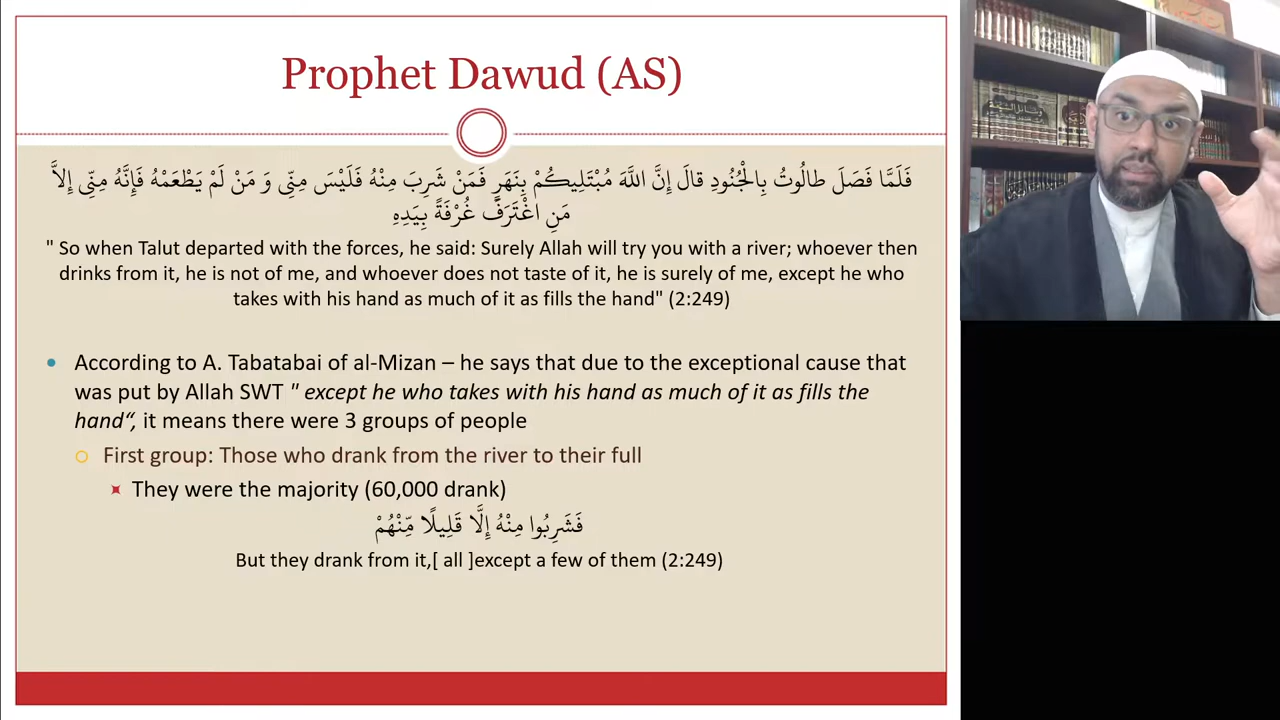 Prophet Dawud (AS)
فَلَمَّا فَصَلَ طالُوتُ بِالْجُنُودِ قالَ إِنَّ اللَّهَ مُبْتَلِيكُمْ بِنَهَرٍ فَمَنْ شَرِبَ مِنْهُ فَلَيْسَ مِنِّي وَ مَنْ لَمْ يَطْعَمْهُ فَإِنَّهُ مِنِّي إِلاَّ
مَنِ اغْتَرَفَ غُرْفَةً بِيَدِهِ
" So when Talut departed with the forces, he said: Surely Allah will try you with a river; whoever then
drinks from it, he is not of me, and whoever does not taste of it, he is surely of me, except he who
takes with his hand as much of it as fills the hand" (2:249)
According to A. Tabatabai of al-Mizan – he says that due to the exceptional cause that
was put by Allah SWT " except he who takes with his hand as much of it as fills the
hand“, it means there were 3 groups of people
First group: Those who drank from the river to their full
They were the majority (60,000 drank)
فَشَرِبُوا مِنْهُ إِلَّا قَلِيلًا مِّنْهُمْ
But they drank from it,[ all ]except a few of them (2:249)